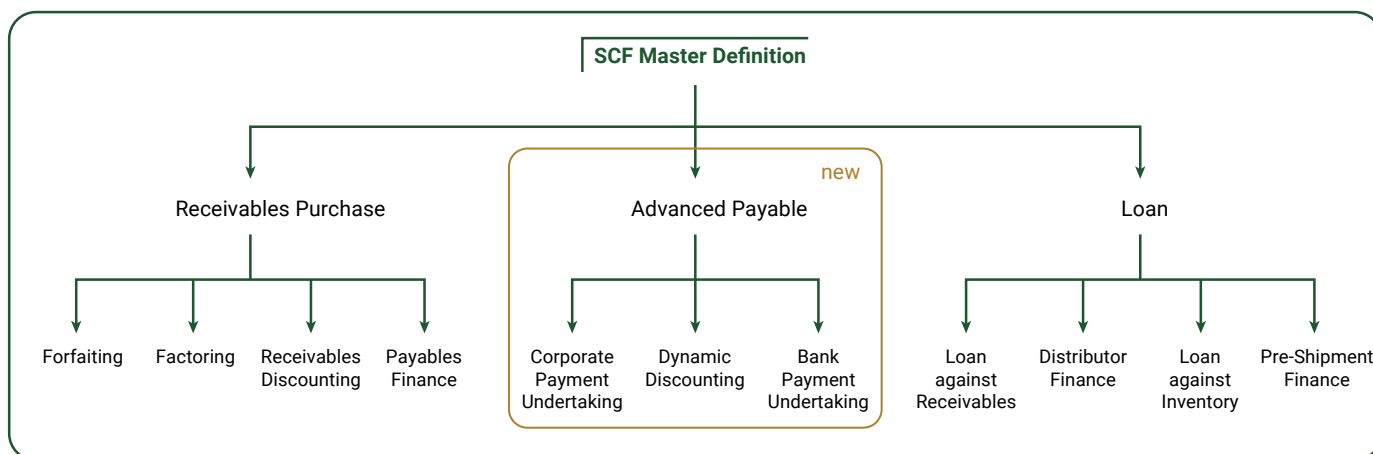 SCF Master Definition
new
Receivables Purchase
Advanced Payable
Loan
Forfaiting
Factoring
Receivables
Discounting
Payables
Finance
Corporate
Payment
Undertaking
Dynamic
Discounting
Bank
Payment
Undertaking
Loan
against
Receivables
Distributor
Finance
Loan
against
Inventory
Pre-Shipment
Finance